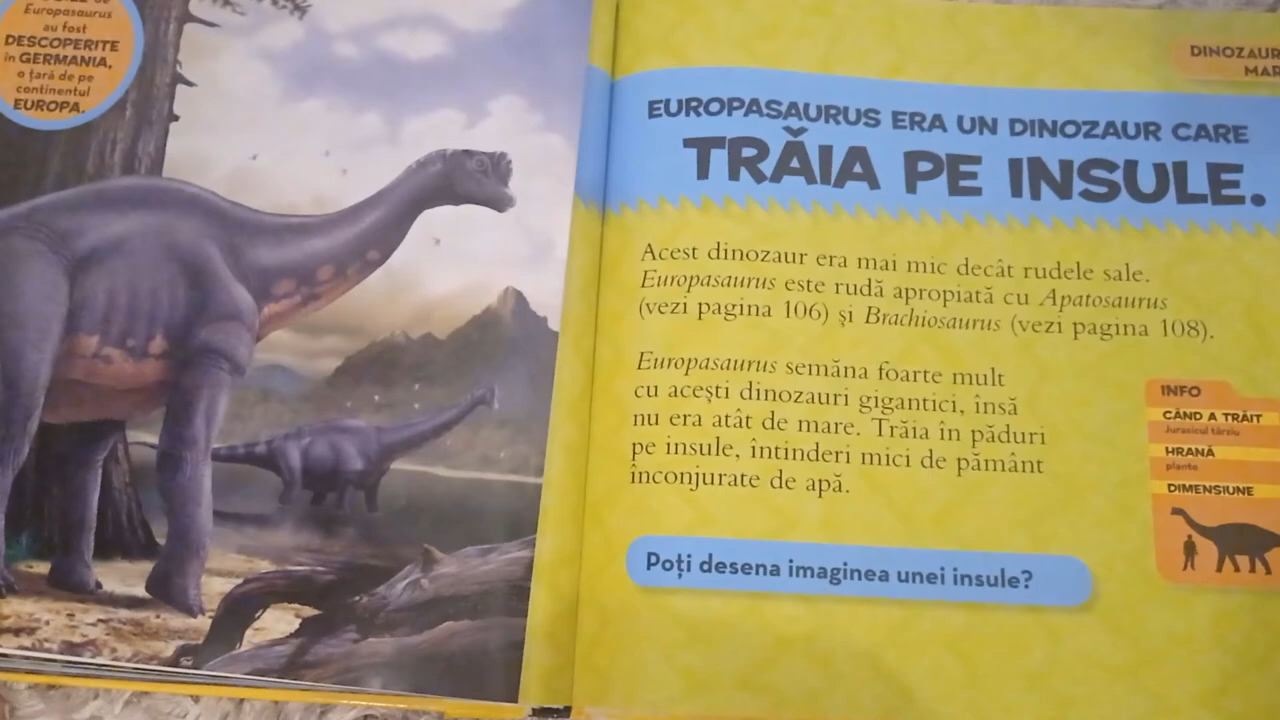 Europasaurus
au fost
DESCOPERITE
în GERMANIA,
o țară de pe
continentul
EUROPA.
DINOZAUR
MAR
EUROPASAURUS ERA UN DINOZAUR CARE
TRĂIA PE INSULE.
Acest dinozaur era mai mic decât rudele sale.
Europasaurus este rudă apropiată cu Apatosaurus
(vezi pagina 106) și Brachiosaurus (vezi pagina 108).
Europasaurus semăna foarte mult
cu acești dinozauri gigantici, însă
nu era atât de mare. Trăia în păduri
pe insule, întinderi mici de pământ
înconjurate de apă.
INFO
CÂND A TRĂIT
Jurasicul târziu
HRANĂ
plante
DIMENSIUNE
Poți desena imaginea unei insule?